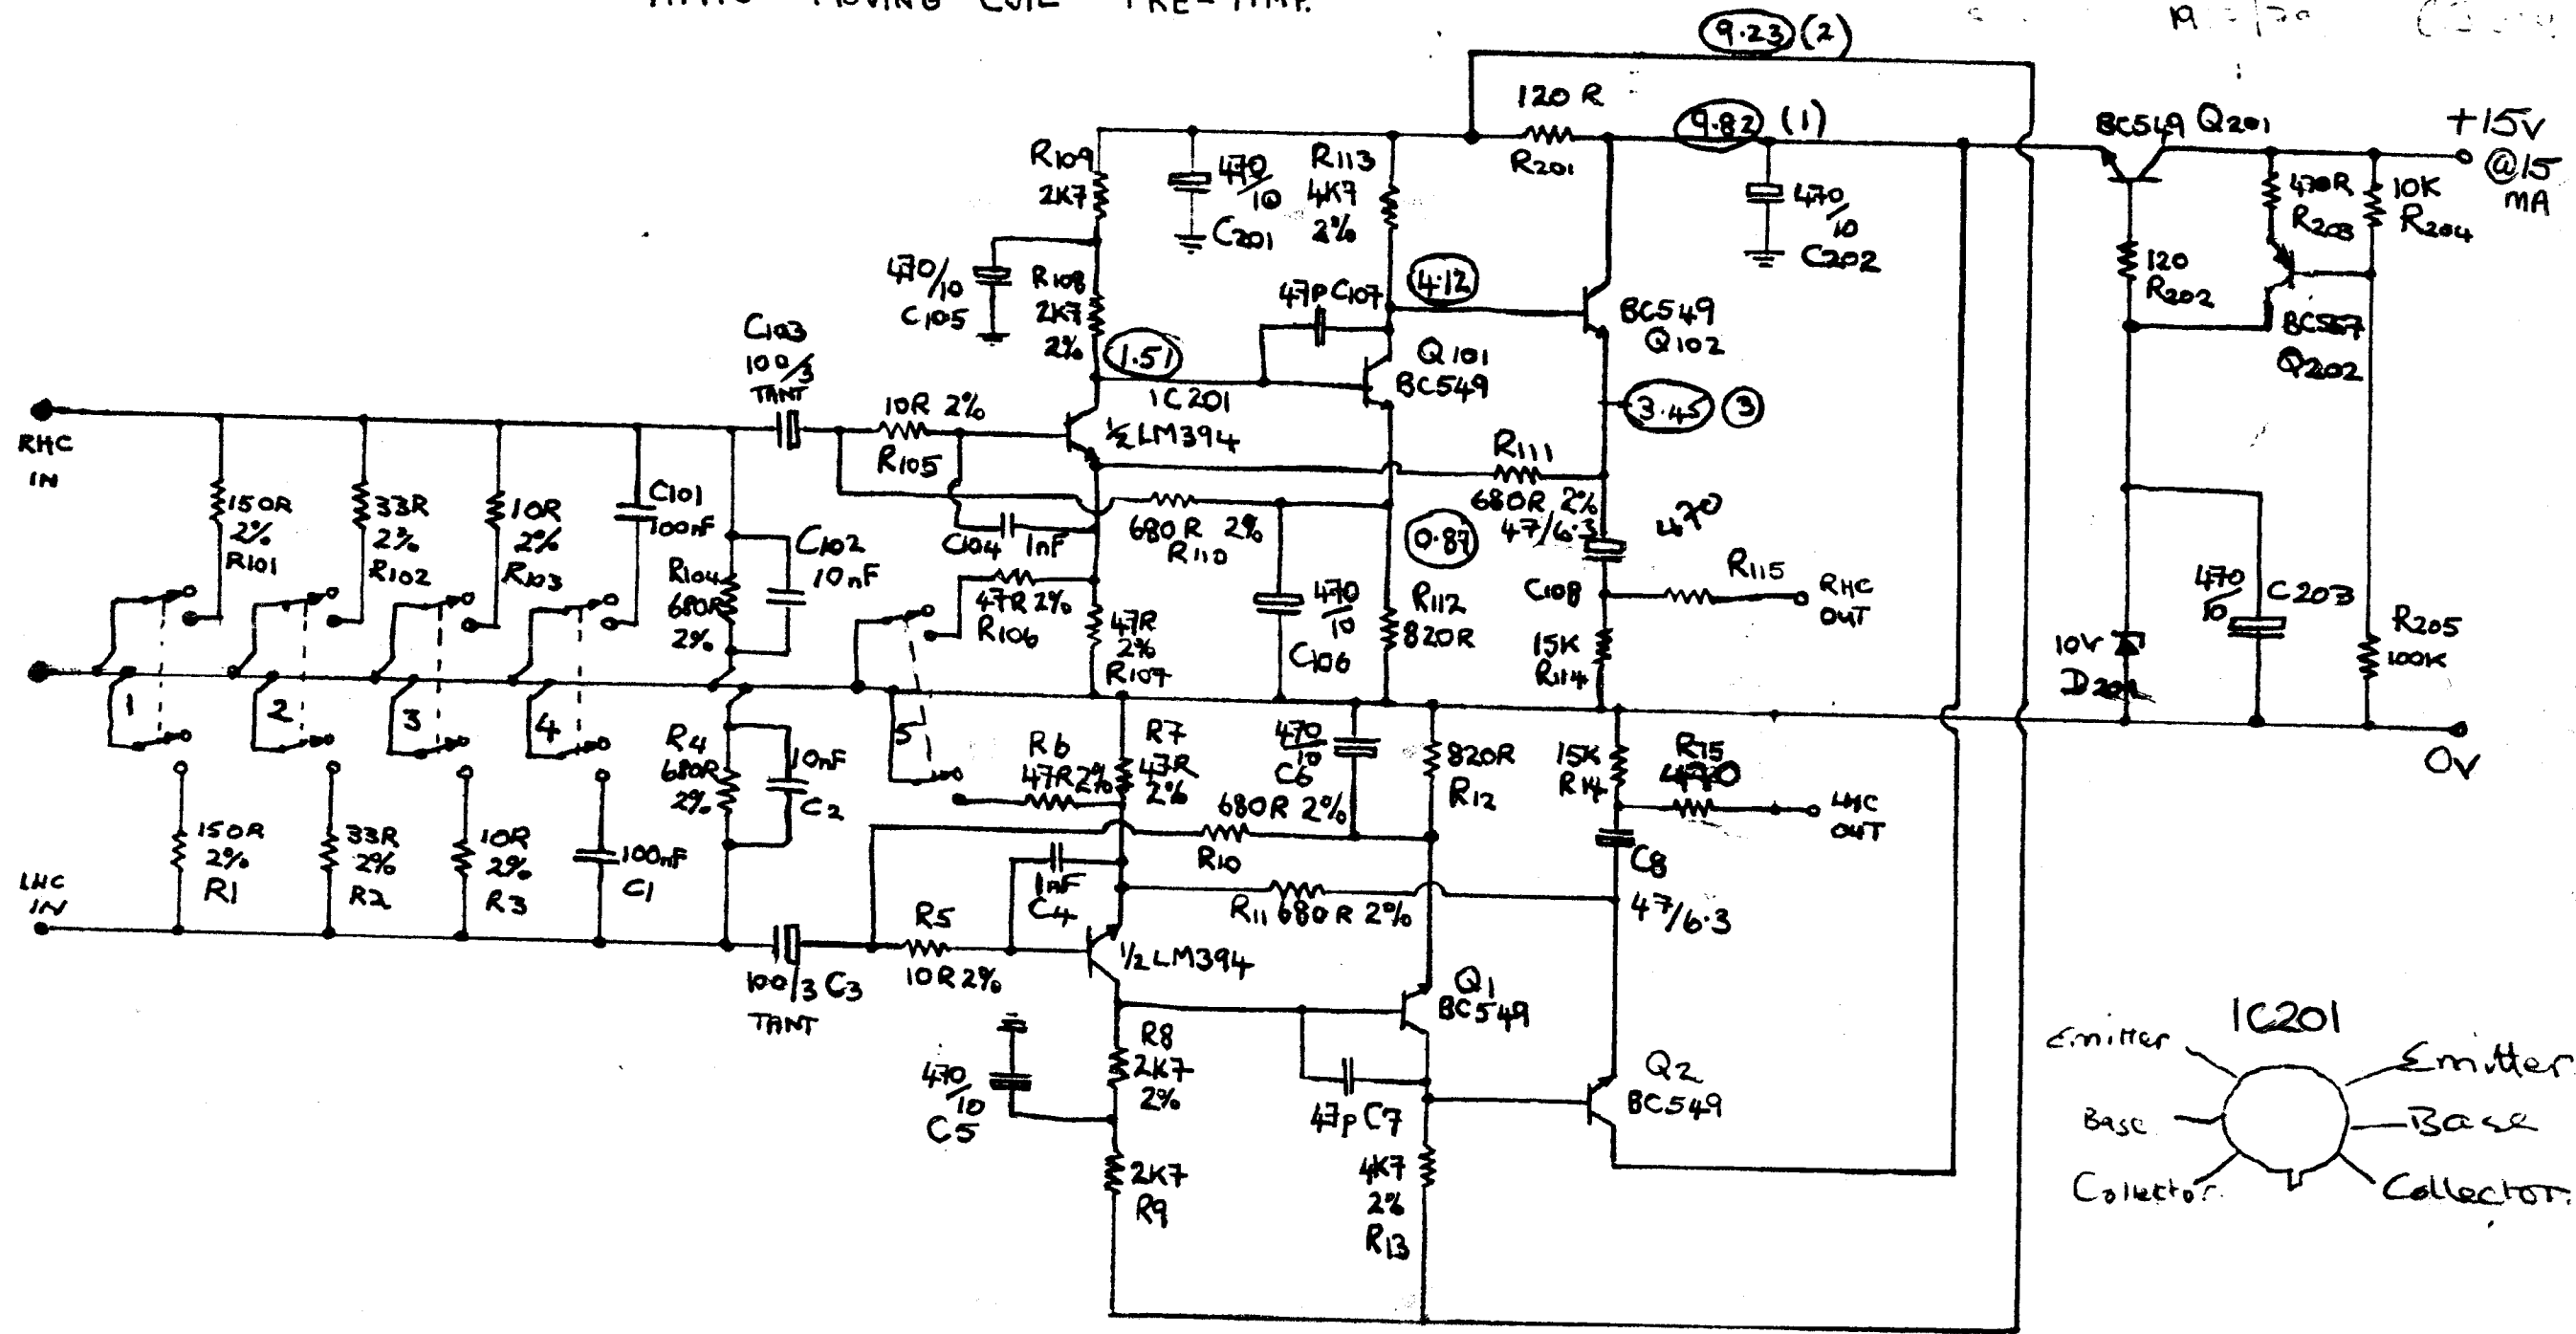 MOVING COIL PRE-AMP.
9.23 (2)
120 R
R201
9.82 (1)
BC549 Q201
+15V
@15
MA
R109
2K7
470/10
C201
R113
4K7
2%
470/10
C202
470R
R203
10K
R204
120
R202
BC557
Q202
470/10
C105
R108
2K7
2%
47P C107
4.12
BC549
Q102
C103
100/3
TANT
1.51
Q101
BC549
3.45 3
RHC
IN
10R 2%
R105
IC201
½ LM394
R111
680R 2%
47/6.3
470
150R
2%
R101
33R
2%
R102
10R
2%
R103
C101
100nF
C102
10nF
R104
680R
2%
C104 1nF
680R 2%
R110
0.87
47R 2%
R106
47R
2%
R107
470/10
C106
R112
820R
C108
R115
RHC
OUT
15K
R114
470/10
C203
10V
R205
100K
1
2
3
4
5
R4
680R
2%
10nF
C2
R6
47R 2%
R7
47R
2%
470/10
C6
820R
R12
15K
R14
R15
470
LHC
OUT
0V
150R
2%
R1
33R
2%
R2
10R
2%
R3
100nF
C1
680R 2%
R10
LHC
IN
1nF
C4
R11 680R 2%
C8
47/6.3
R5
10R 2%
½ LM394
100/3 C3
TANT
Q1
BC549
470/10
C5
R8
2K7
2%
47P C7
Q2
BC549
2K7
R9
4K7
2%
R13
IC201
Emitter
Emitter
Base
Base
Collector.
Collector.